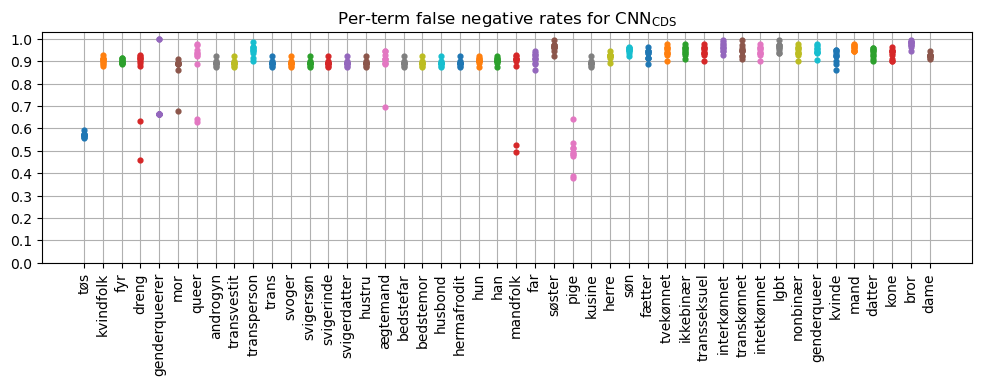 Per-term false negative rates for CNN_CDS
1.0
0.9
0.8
0.7
0.6
0.5
0.4
0.3
0.2
0.1
0.0
tøs
kvindfolk
fyr
dreng
genderqueerer
mor
queer
androgyn
transvestit
transperson
trans
svoger
svigersøn
svigerinde
svigerdatter
hustru
ægtemand
bedstefar
bedstemor
husbond
hermafrodit
hun
han
mandfolk
far
søster
pige
kusine
herre
søn
fætter
tvekønnet
ikkebinær
transseksuel
interkønnet
transkønnet
intetkønnet
lgbt
nonbinær
genderqueer
kvinde
mand
datter
kone
bror
dame